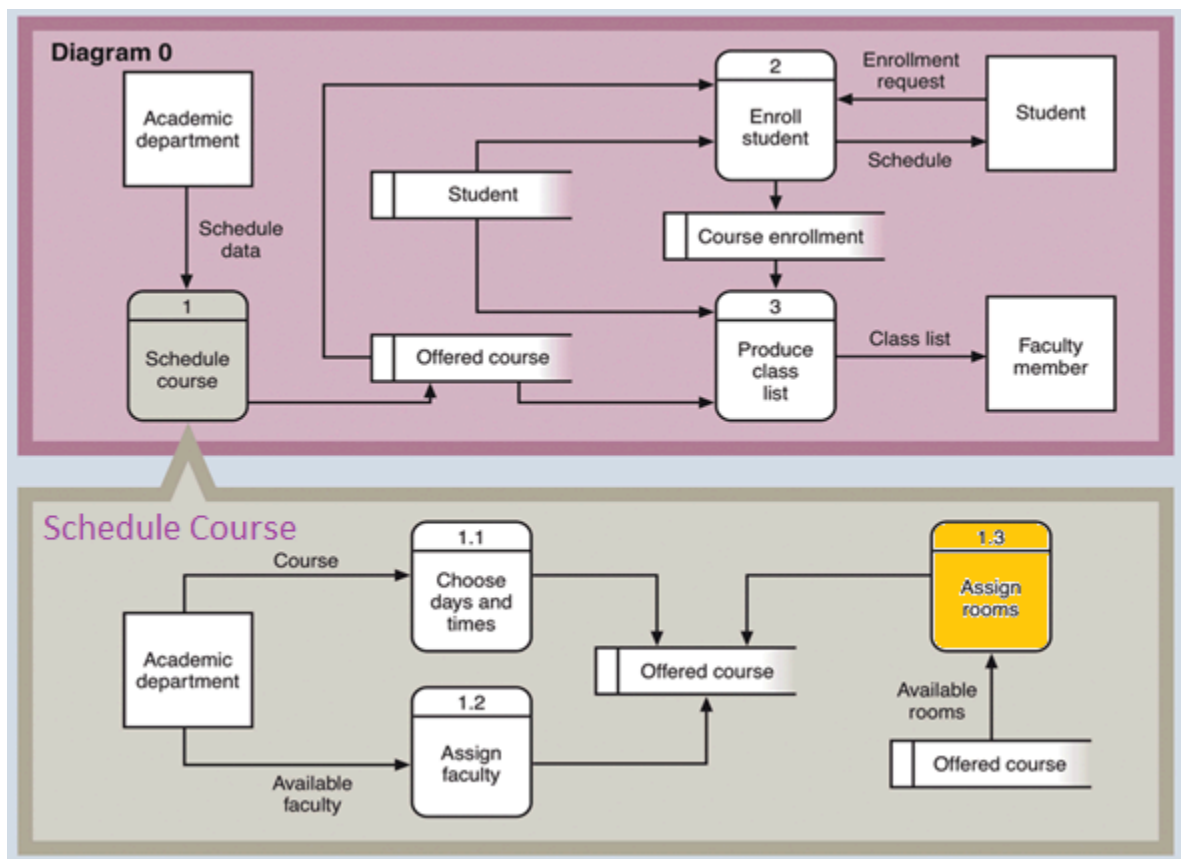 Diagram 0
Academic
department
Schedule
data
1
Schedule
course
Student
Offered course
2
Enroll
student
Enrollment
request
Schedule
Student
Course enrollment
3
Produce
class
list
Class list
Faculty
member
Schedule Course
Course
Academic
department
Available
faculty
1.1
Choose
days and
times
1.2
Assign
faculty
Offered course
1.3
Assign
rooms
Available
rooms
Offered course